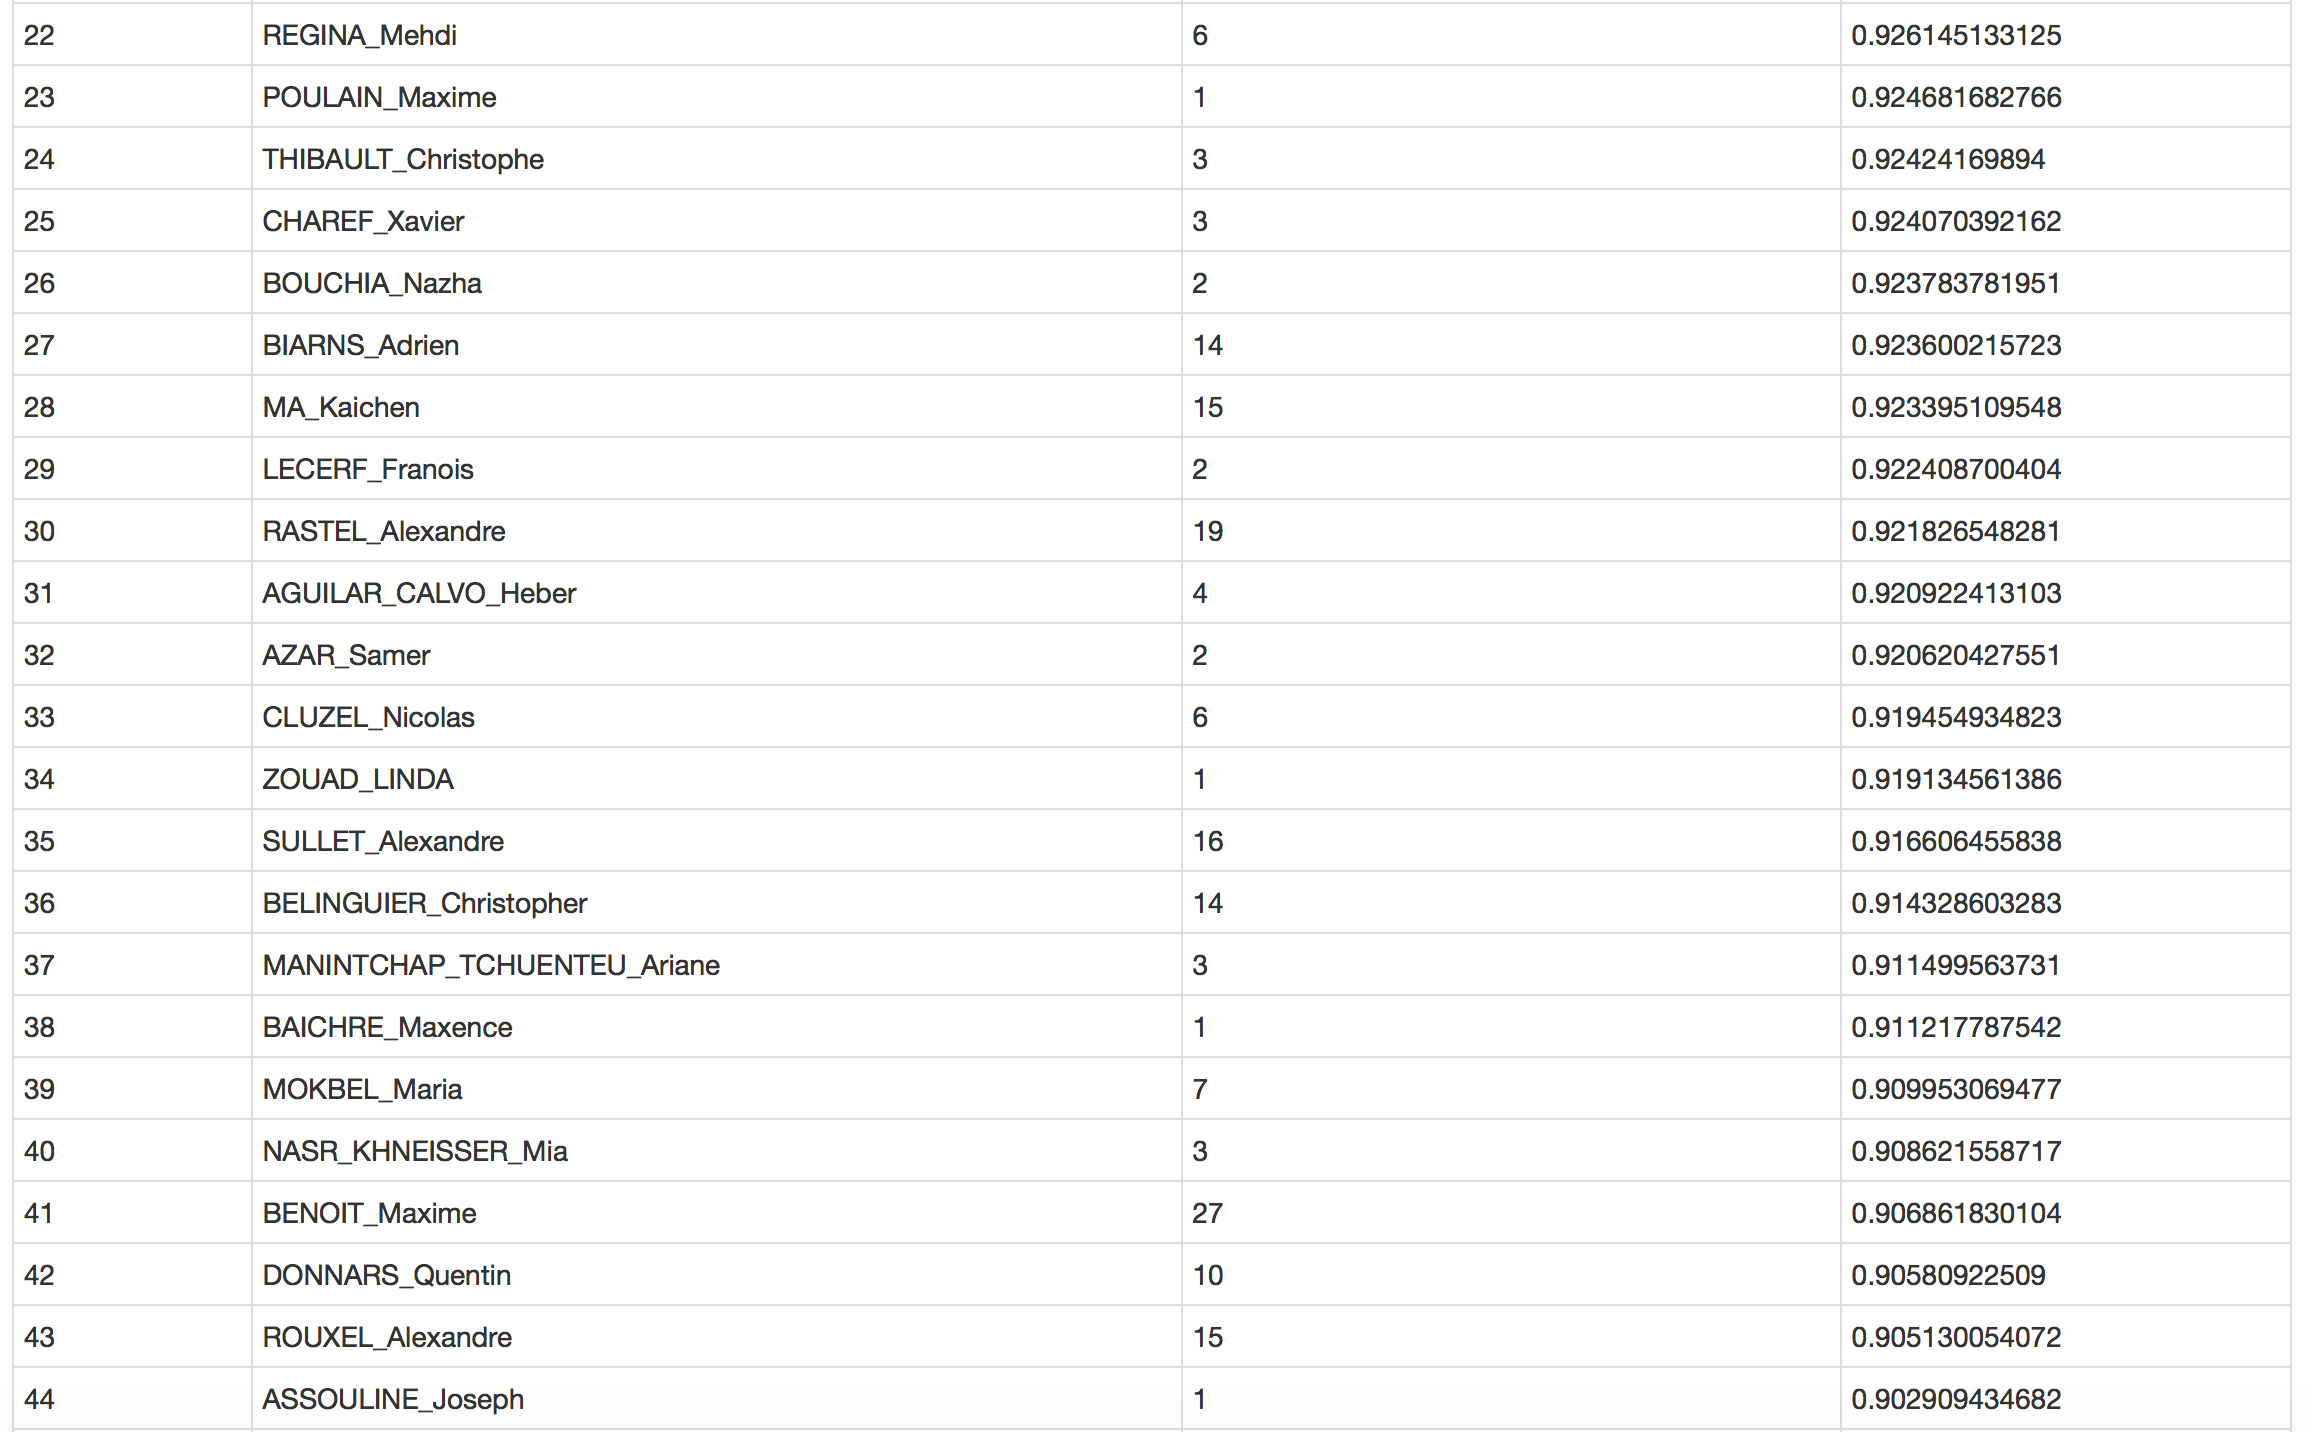 22 REGINA_Mehdi 6 0.926145133125
23 POULAIN_Maxime 1 0.924681682766
24 THIBAULT_Christophe 3 0.92424169894
25 CHAREF_Xavier 3 0.924070392162
26 BOUCHIA_Nazha 2 0.923783781951
27 BIARNS_Adrien 14 0.923600215723
28 MA_Kaichen 15 0.923395109548
29 LECERF_Franois 2 0.922408700404
30 RASTEL_Alexandre 19 0.921826548281
31 AGUILAR_CALVO_Heber 4 0.920922413103
32 AZAR_Samer 2 0.920620427551
33 CLUZEL_Nicolas 6 0.919454934823
34 ZOUAD_LINDA 1 0.919134561386
35 SULLET_Alexandre 16 0.916606455838
36 BELINGUIER_Christopher 14 0.914328603283
37 MANINTCHAP_TCHUENTEU_Ariane 3 0.911499563731
38 BAICHRE_Maxence 1 0.911217787542
39 MOKBEL_Maria 7 0.909953069477
40 NASR_KHNEISSER_Mia 3 0.908621558717
41 BENOIT_Maxime 27 0.906861830104
42 DONNARS_Quentin 10 0.90580922509
43 ROUXEL_Alexandre 15 0.905130054072
44 ASSOULINE_Joseph 1 0.902909434682